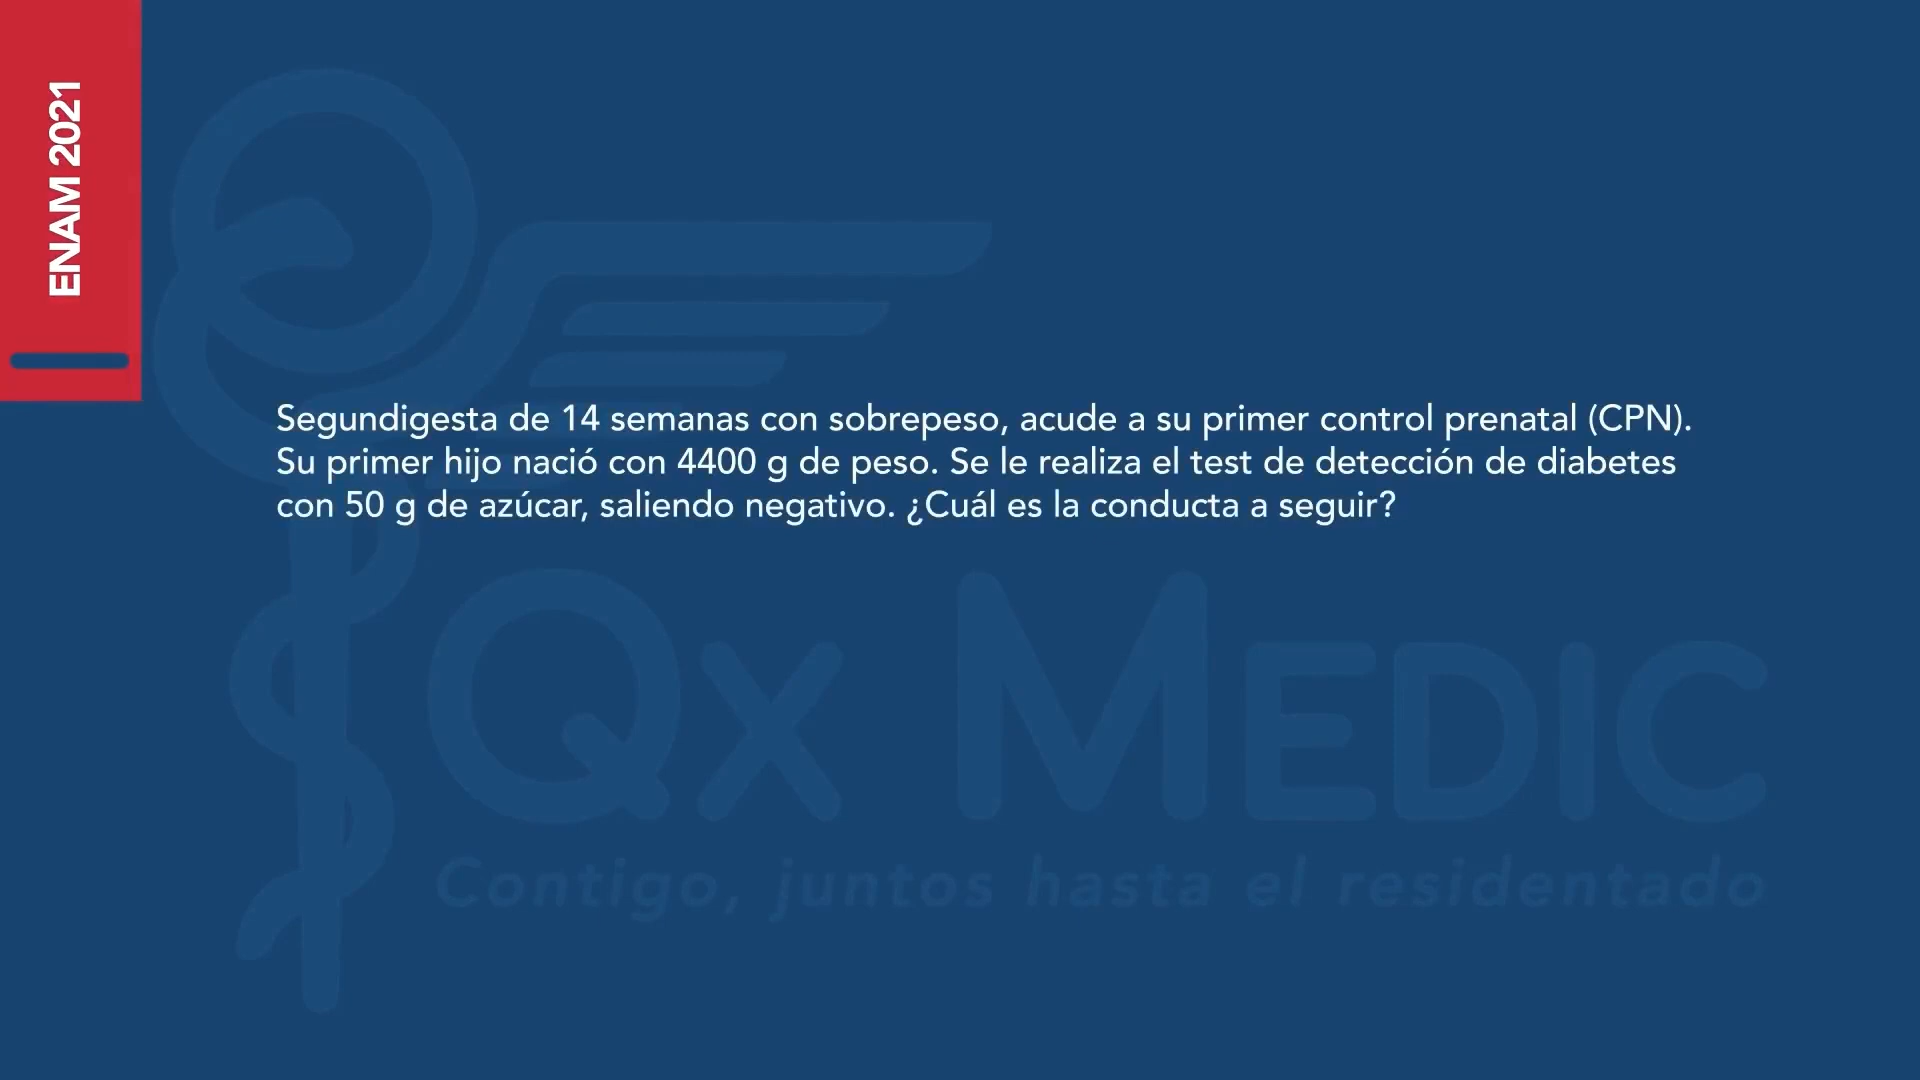 ENAM 2021
Segundigesta de 14 semanas con sobrepeso, acude a su primer control prenatal (CPN).
Su primer hijo nació con 4400 g de peso. Se le realiza el test de detección de diabetes
con 50 g de azúcar, saliendo negativo. ¿Cuál es la conducta a seguir?
Qx MEDIC
Contigo, juntos hasta el residentado